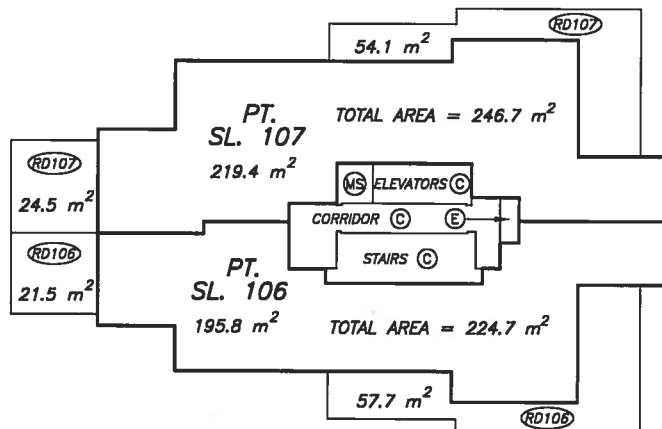 RD107
54.1 m²
PT.
SL. 107
219.4 m²
TOTAL AREA = 246.7 m²
RD107
24.5 m²
MS ELEVATORS C
CORRIDOR C E
STAIRS C
RD106
21.5 m²
PT.
SL. 106
195.8 m²
TOTAL AREA = 224.7 m²
57.7 m²
RD106